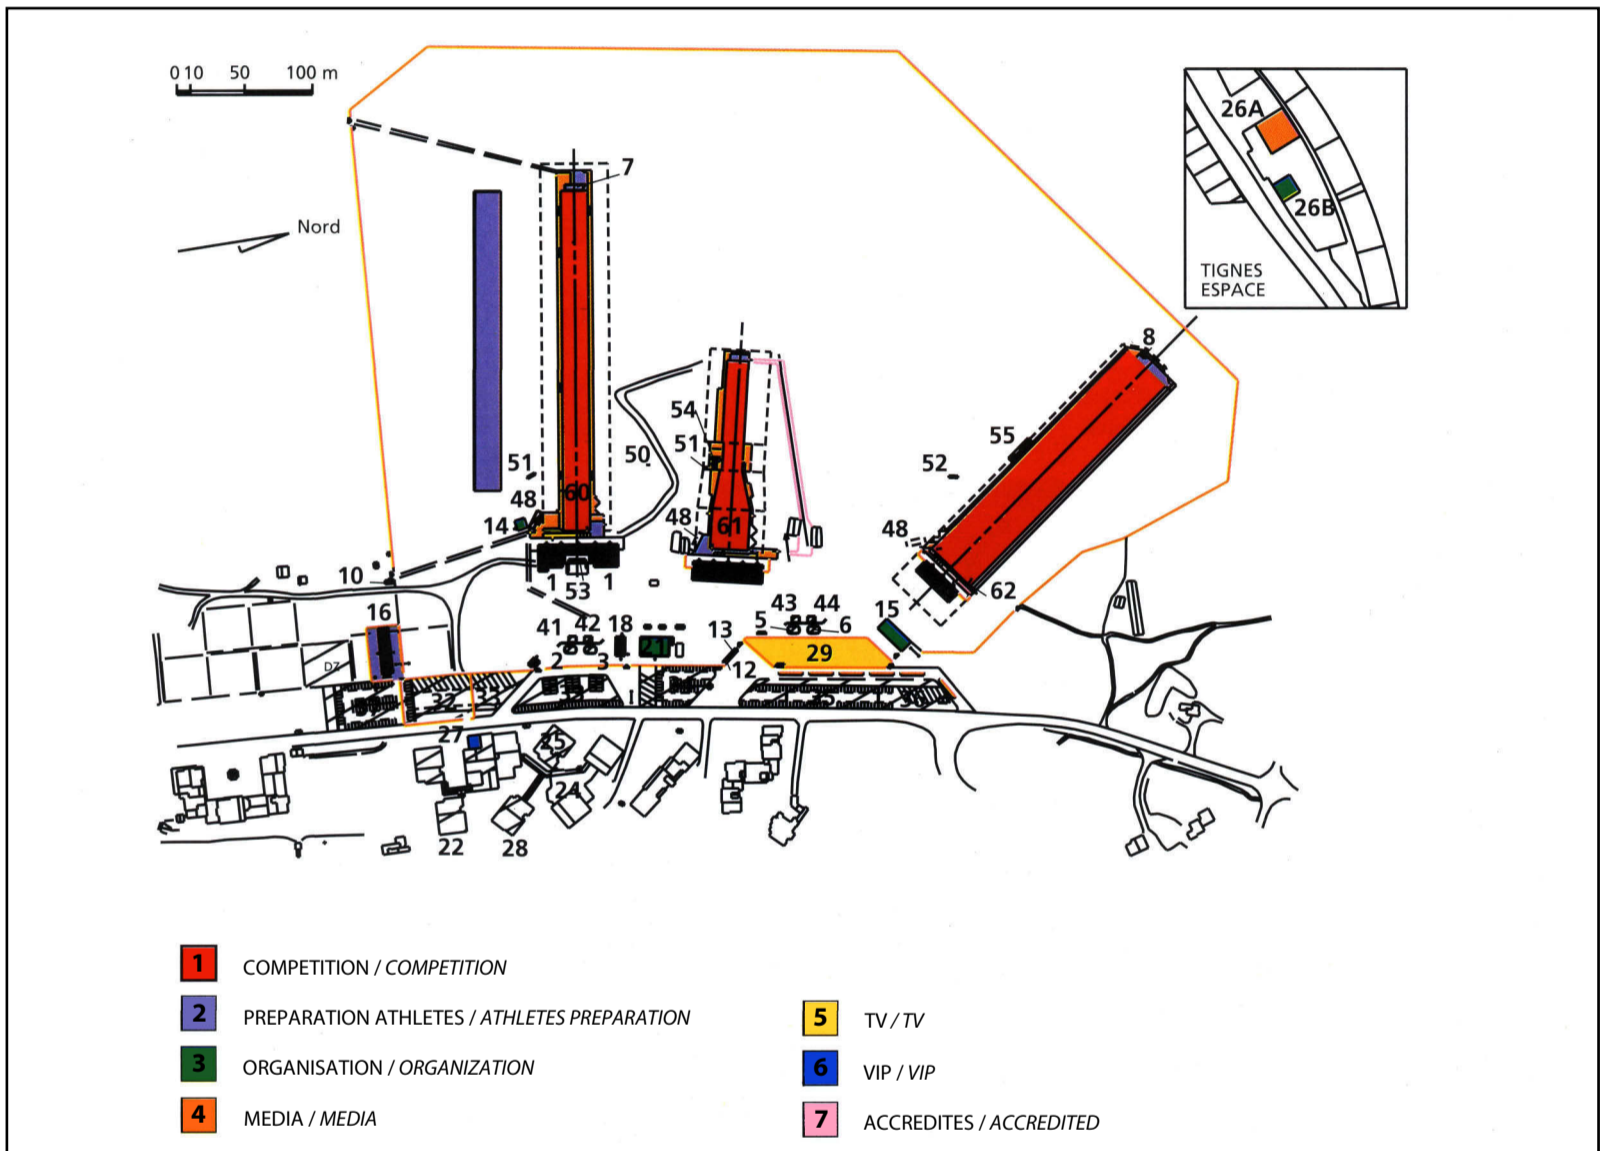 0 10 50 100 m
Nord
26A
26B
TIGNES
ESPACE
7
8
54
51
50
55
52
51
48
60
14
48
61
48
62
10
1
53
1
16
43
44
15
41
42
18
5
6
13
21
29
DZ
2
3
12
32
27
25
24
22
28
1 COMPETITION / COMPETITION
2 PREPARATION ATHLETES / ATHLETES PREPARATION
3 ORGANISATION / ORGANIZATION
4 MEDIA / MEDIA
5 TV / TV
6 VIP / VIP
7 ACCREDITES / ACCREDITED